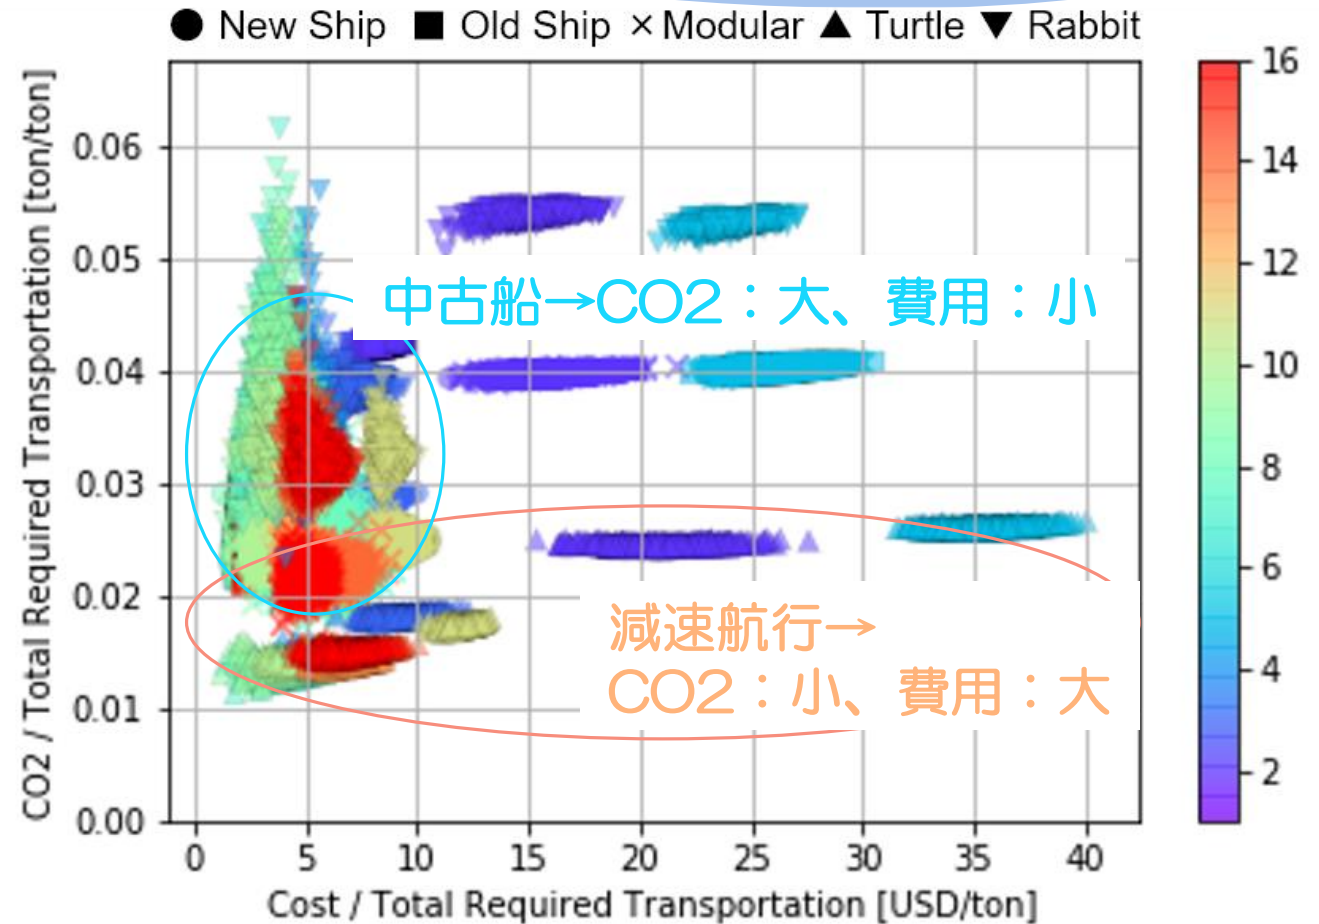 ● New Ship ■ Old Ship × Modular ▲ Turtle ▼ Rabbit
CO2 / Total Required Transportation [ton/ton]
0.06
0.05
0.04
0.03
0.02
0.01
0.00
中古船→CO2：大、費用：小
減速航行→
CO2：小、費用：大
0 5 10 15 20 25 30 35 40
Cost / Total Required Transportation [USD/ton]
16
14
12
10
8
6
4
2